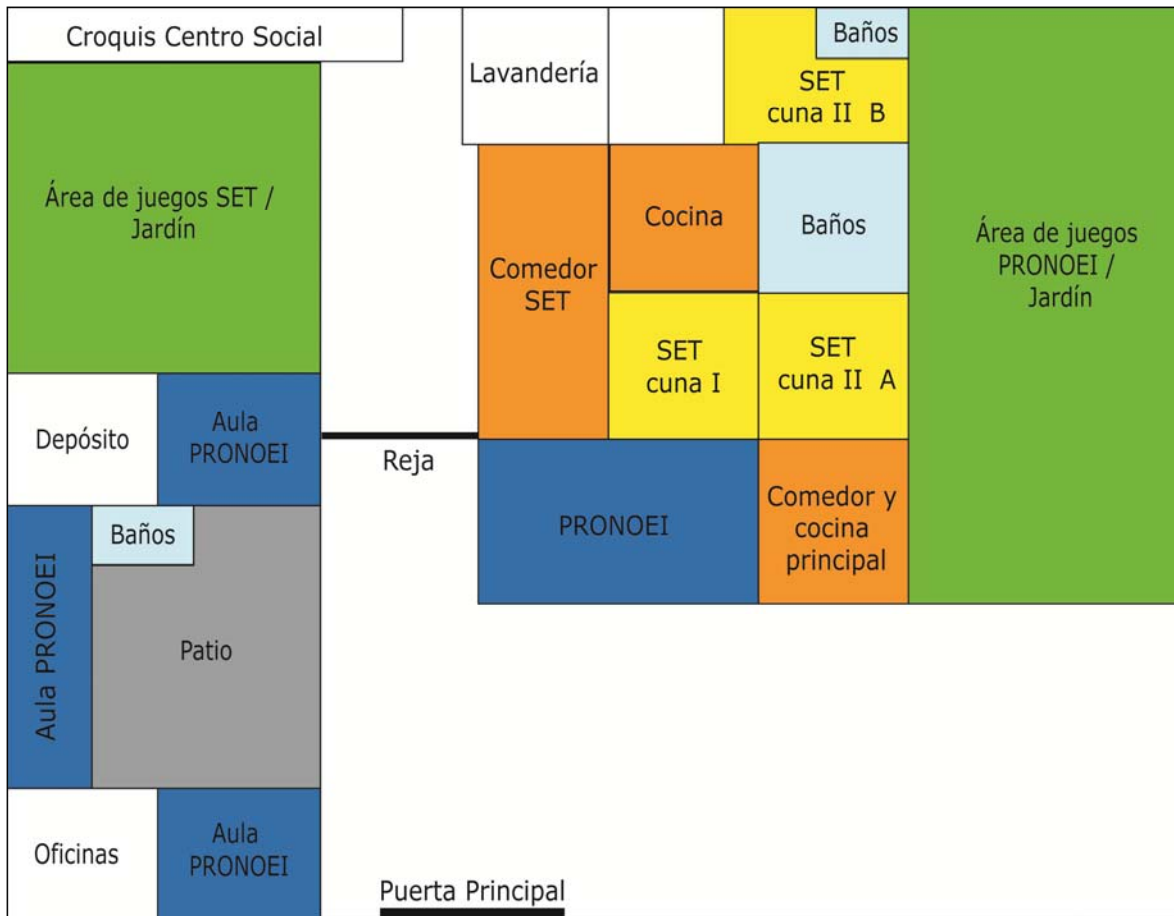 Croquis Centro Social
Área de juegos SET /
Jardín
Depósito
Aula
PRONOEI
Aula PRONOEI
Baños
Patio
Oficinas
Aula
PRONOEI
Reja
Puerta Principal
Lavandería
Baños
SET
cuna II B
Comedor
SET
Cocina
Baños
SET
cuna I
SET
cuna II A
PRONOEI
Comedor y
cocina
principal
Área de juegos
PRONOEI /
Jardín